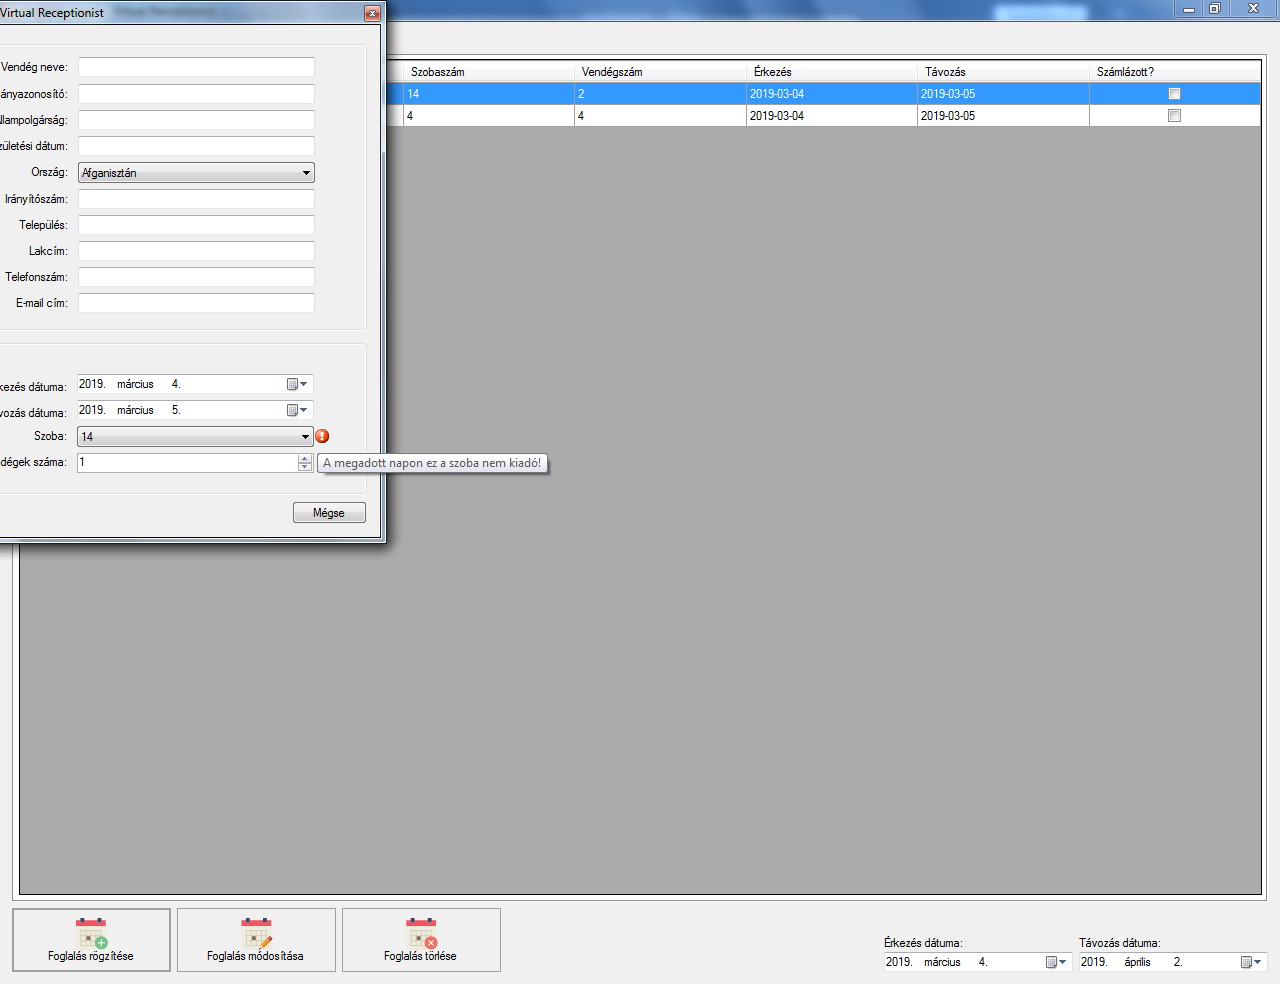 Virtual Receptionist
Vendég neve:
ányazonosító:
llampolgárság:
zületési dátum:
Ország: Afganisztán
Irányítószám:
Település:
Lakcím:
Telefonszám:
E-mail cím:
kezés dátuma: 2019. március 4.
vozás dátuma: 2019. március 5.
Szoba: 14
dégek száma: 1
A megadott napon ez a szoba nem kiadó!
Mégse
Szobaszám Vendégszám Érkezés Távozás Számlázott?
14 2 2019-03-04 2019-03-05
4 4 2019-03-04 2019-03-05
Foglalás rögzítése Foglalás módosítása Foglalás törlése
Érkezés dátuma: Távozás dátuma:
2019. március 4. 2019. április 2.